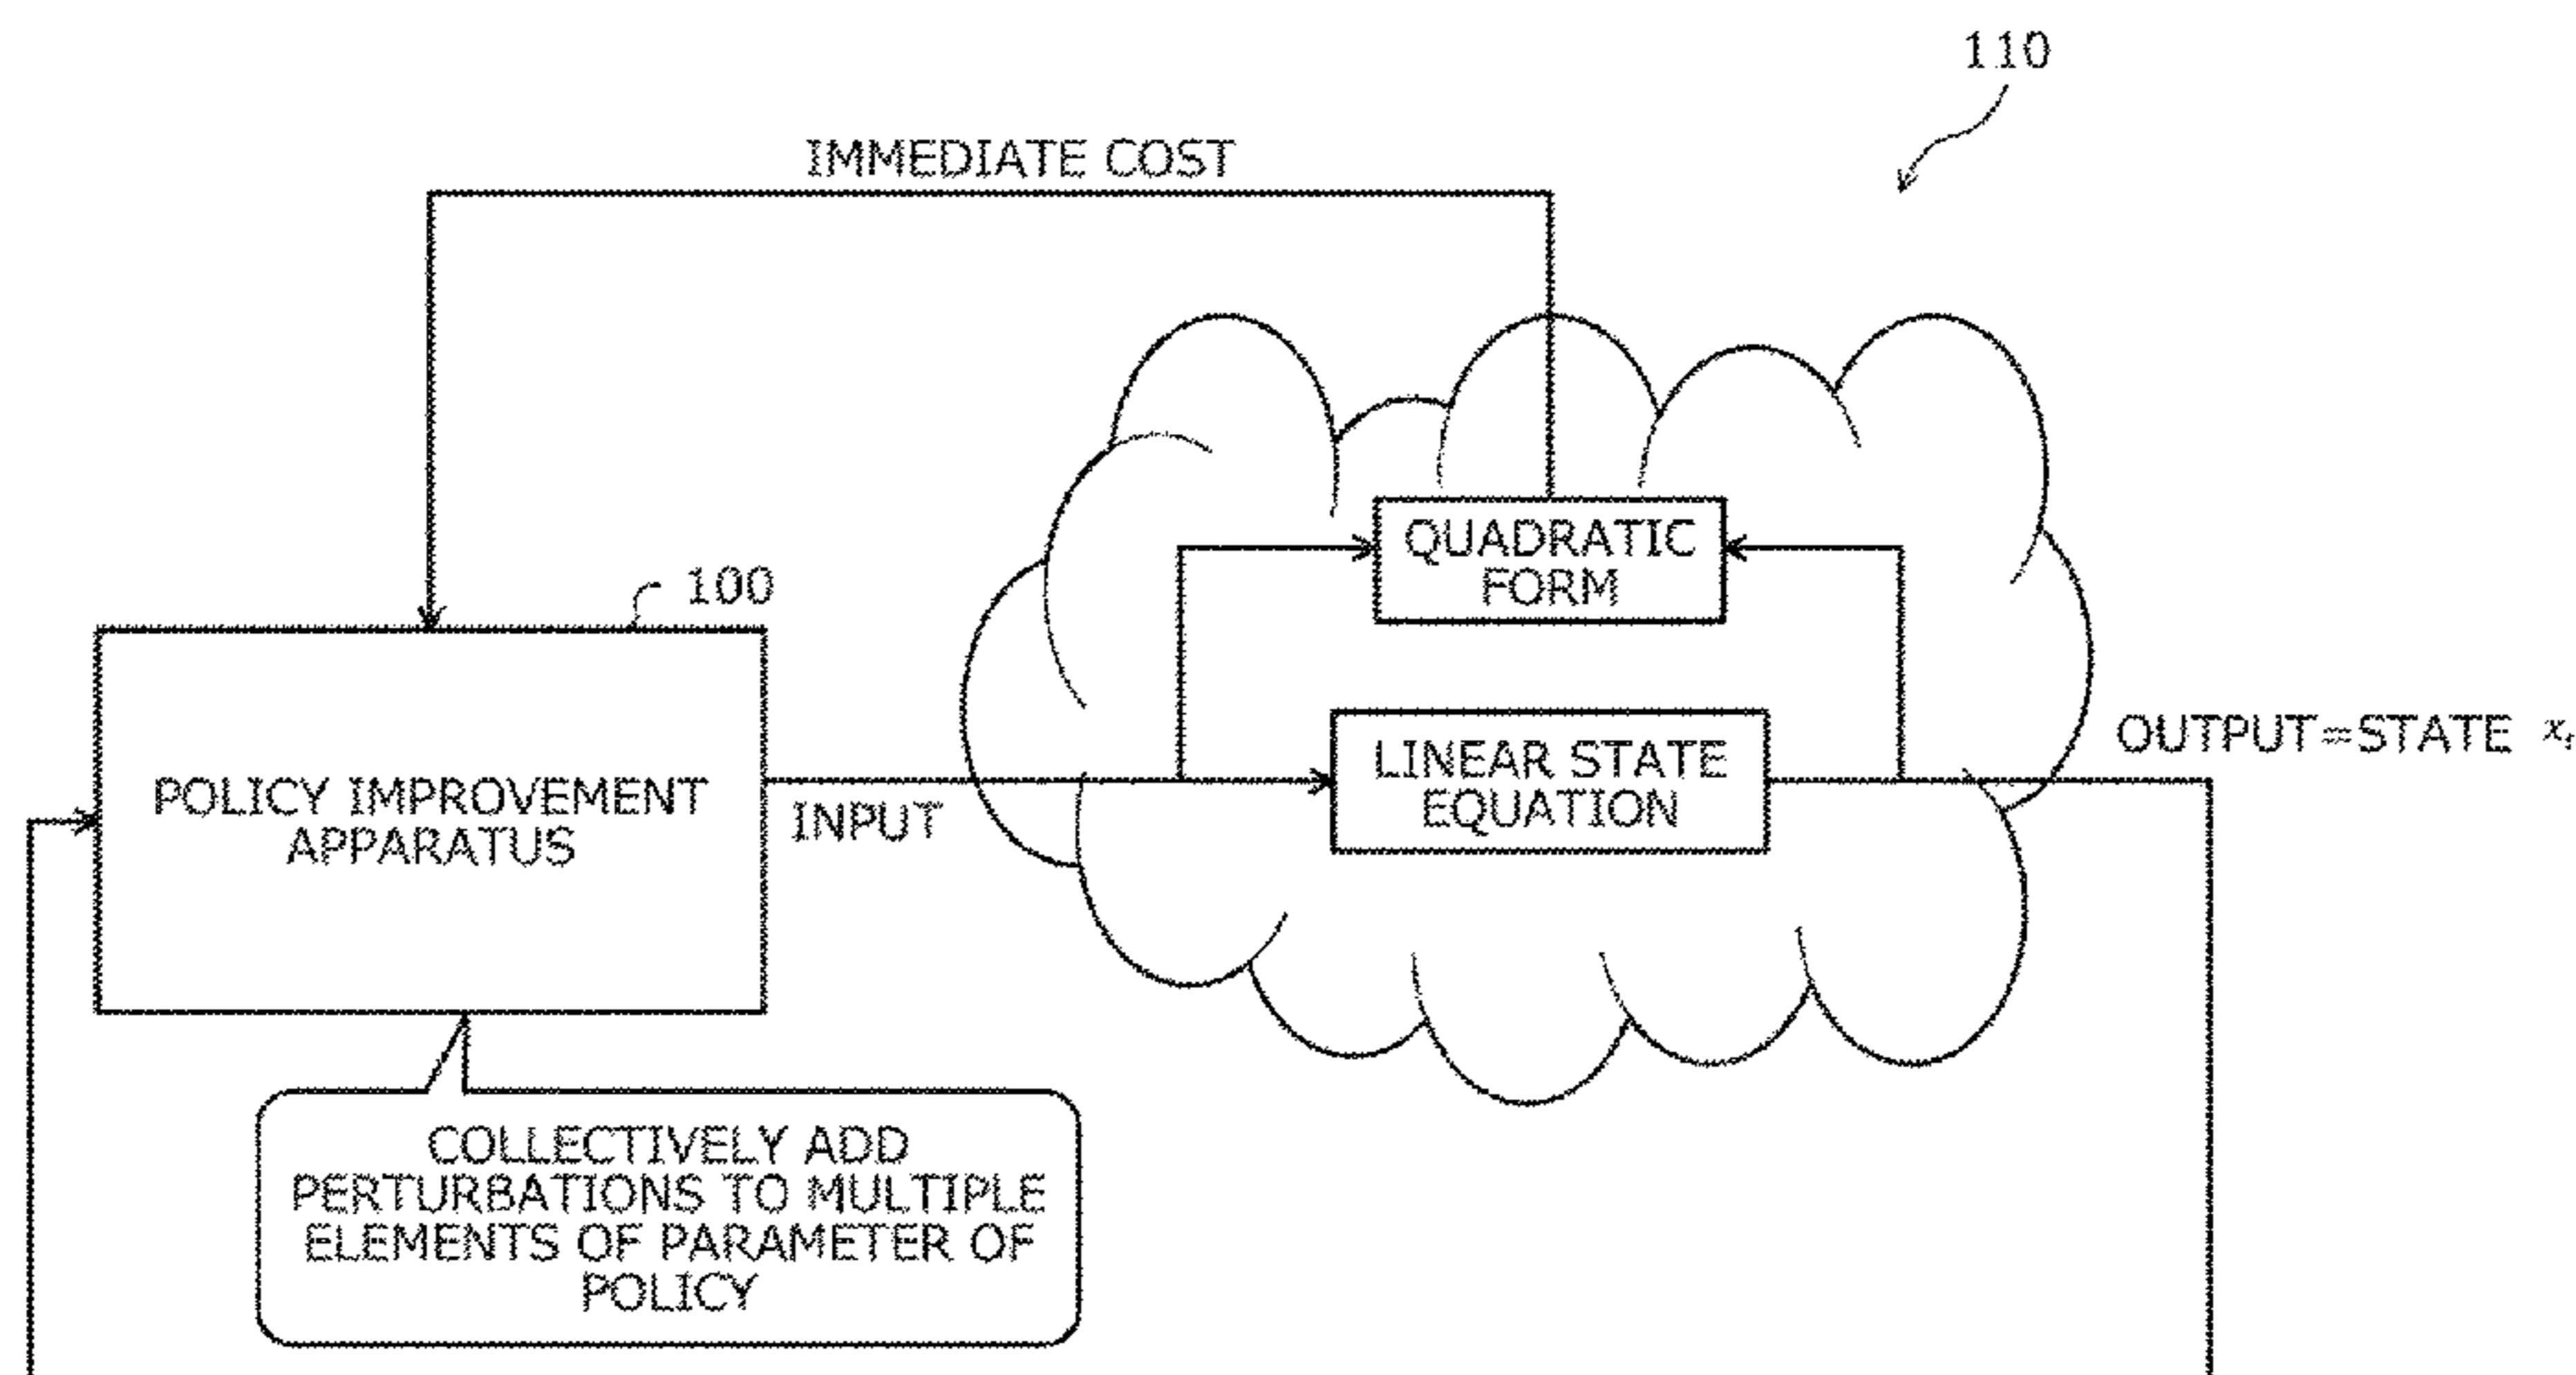 110
IMMEDIATE COST
100
QUADRATIC
FORM
LINEAR STATE
EQUATION
OUTPUT=STATE xₜ
POLICY IMPROVEMENT
APPARATUS
INPUT
COLLECTIVELY ADD
PERTURBATIONS TO MULTIPLE
ELEMENTS OF PARAMETER OF
POLICY